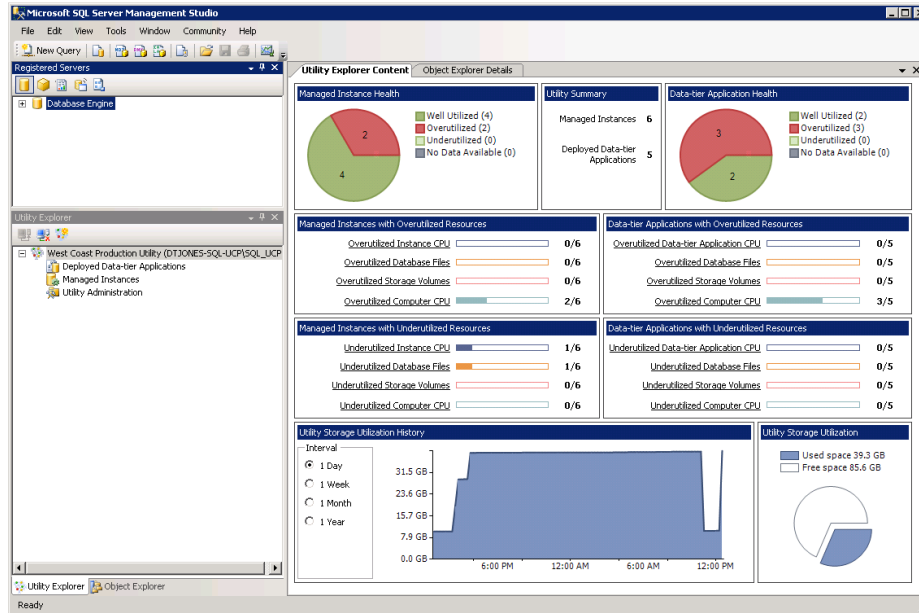 Microsoft SQL Server Management Studio
File Edit View Tools Window Community Help
New Query
Registered Servers
Database Engine
Utility Explorer
West Coast Production Utility (DTJONES-SQL-UCP\SQL_UCP
Deployed Data-tier Applications
Managed Instances
Utility Administration
Utility Explorer Object Explorer
Ready
Utility Explorer Content Object Explorer Details
Managed Instance Health
2
4
Well Utilized (4)
Overutilized (2)
Underutilized (0)
No Data Available (0)
Utility Summary
Managed Instances 6
Deployed Data-tier
Applications 5
Data-tier Application Health
3
2
Well Utilized (2)
Overutilized (3)
Underutilized (0)
No Data Available (0)
Managed Instances with Overutilized Resources
Overutilized Instance CPU 0/6
Overutilized Database Files 0/6
Overutilized Storage Volumes 0/6
Overutilized Computer CPU 2/6
Data-tier Applications with Overutilized Resources
Overutilized Data-tier Application CPU 0/5
Overutilized Database Files 0/5
Overutilized Storage Volumes 0/5
Overutilized Computer CPU 3/5
Managed Instances with Underutilized Resources
Underutilized Instance CPU 1/6
Underutilized Database Files 1/6
Underutilized Storage Volumes 0/6
Underutilized Computer CPU 0/6
Data-tier Applications with Underutilized Resources
Underutilized Data-tier Application CPU 0/5
Underutilized Database Files 0/5
Underutilized Storage Volumes 0/5
Underutilized Computer CPU 0/5
Utility Storage Utilization History
Interval
1 Day
1 Week
1 Month
1 Year
31.5 GB
23.6 GB
15.7 GB
7.9 GB
0.0 GB
6:00 PM 12:00 AM 6:00 AM 12:00 PM
Utility Storage Utilization
Used space 39.3 GB
Free space 85.6 GB